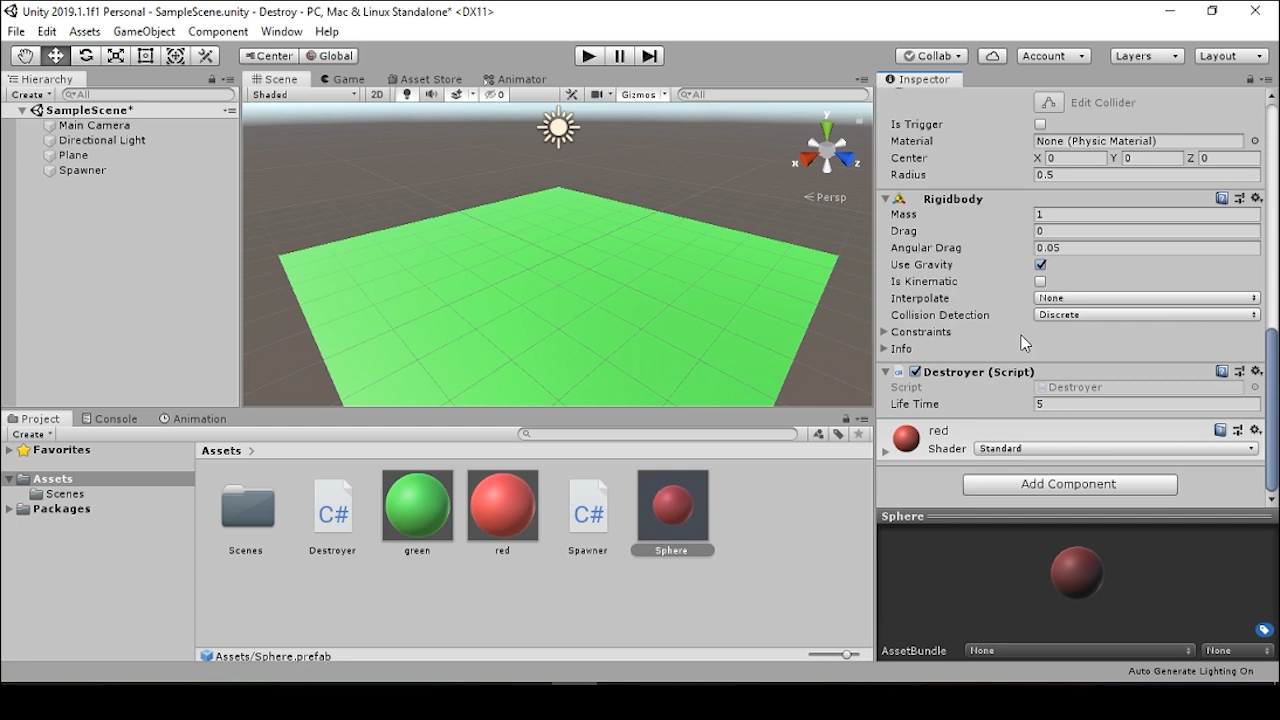 Unity 2019.1.1f1 Personal - SampleScene.unity - Destroy - PC, Mac & Linux Standalone* <DX11>
File Edit Assets GameObject Component Window Help
Center Global Collab Account Layers Layout
Hierarchy
Create All
SampleScene*
Main Camera
Directional Light
Plane
Spawner
Scene Game Asset Store Animator
Shaded 2D 0 Gizmos All
y
x
z
Persp
Inspector
Edit Collider
Is Trigger
Material None (Physic Material)
Center X 0 Y 0 Z 0
Radius 0.5
Rigidbody
Mass 1
Drag 0
Angular Drag 0.05
Use Gravity
Is Kinematic
Interpolate None
Collision Detection Discrete
Constraints
Info
Destroyer (Script)
Script Destroyer
Life Time 5
red
Shader Standard
Add Component
Sphere
AssetBundle None None
Project Console Animation
Create
Favorites
Assets
Scenes
Packages
Assets
C# C#
Scenes Destroyer green red Spawner Sphere
Assets/Sphere.prefab
Auto Generate Lighting On